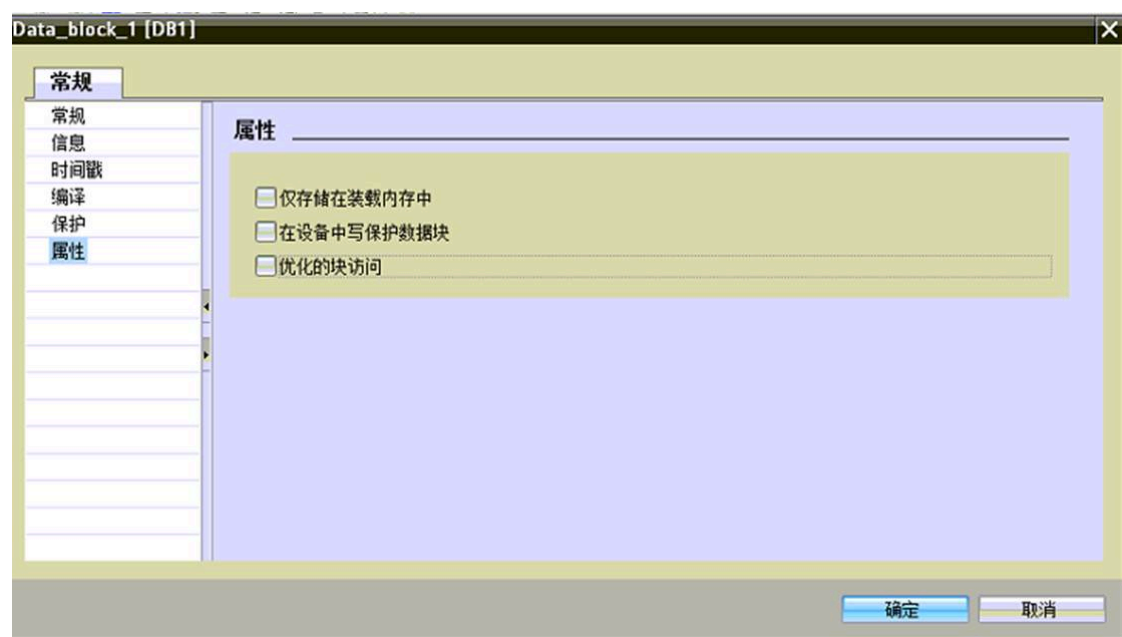 Data_block_1 [DB1]
常规
常规
信息
时间戳
编译
保护
属性
属性
仅存储在装载内存中
在设备中写保护数据块
优化的块访问
确定
取消